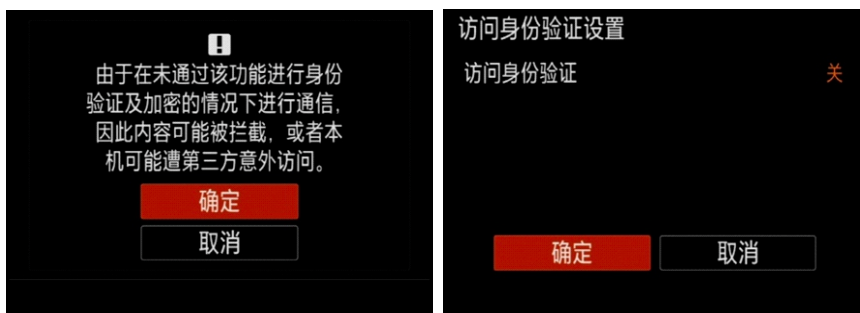 由于在未通过该功能进行身份
验证及加密的情况下进行通信,
因此内容可能被拦截，或者本
机可能遭第三方意外访问。
确定
取消
访问身份验证设置
访问身份验证 关
确定 取消